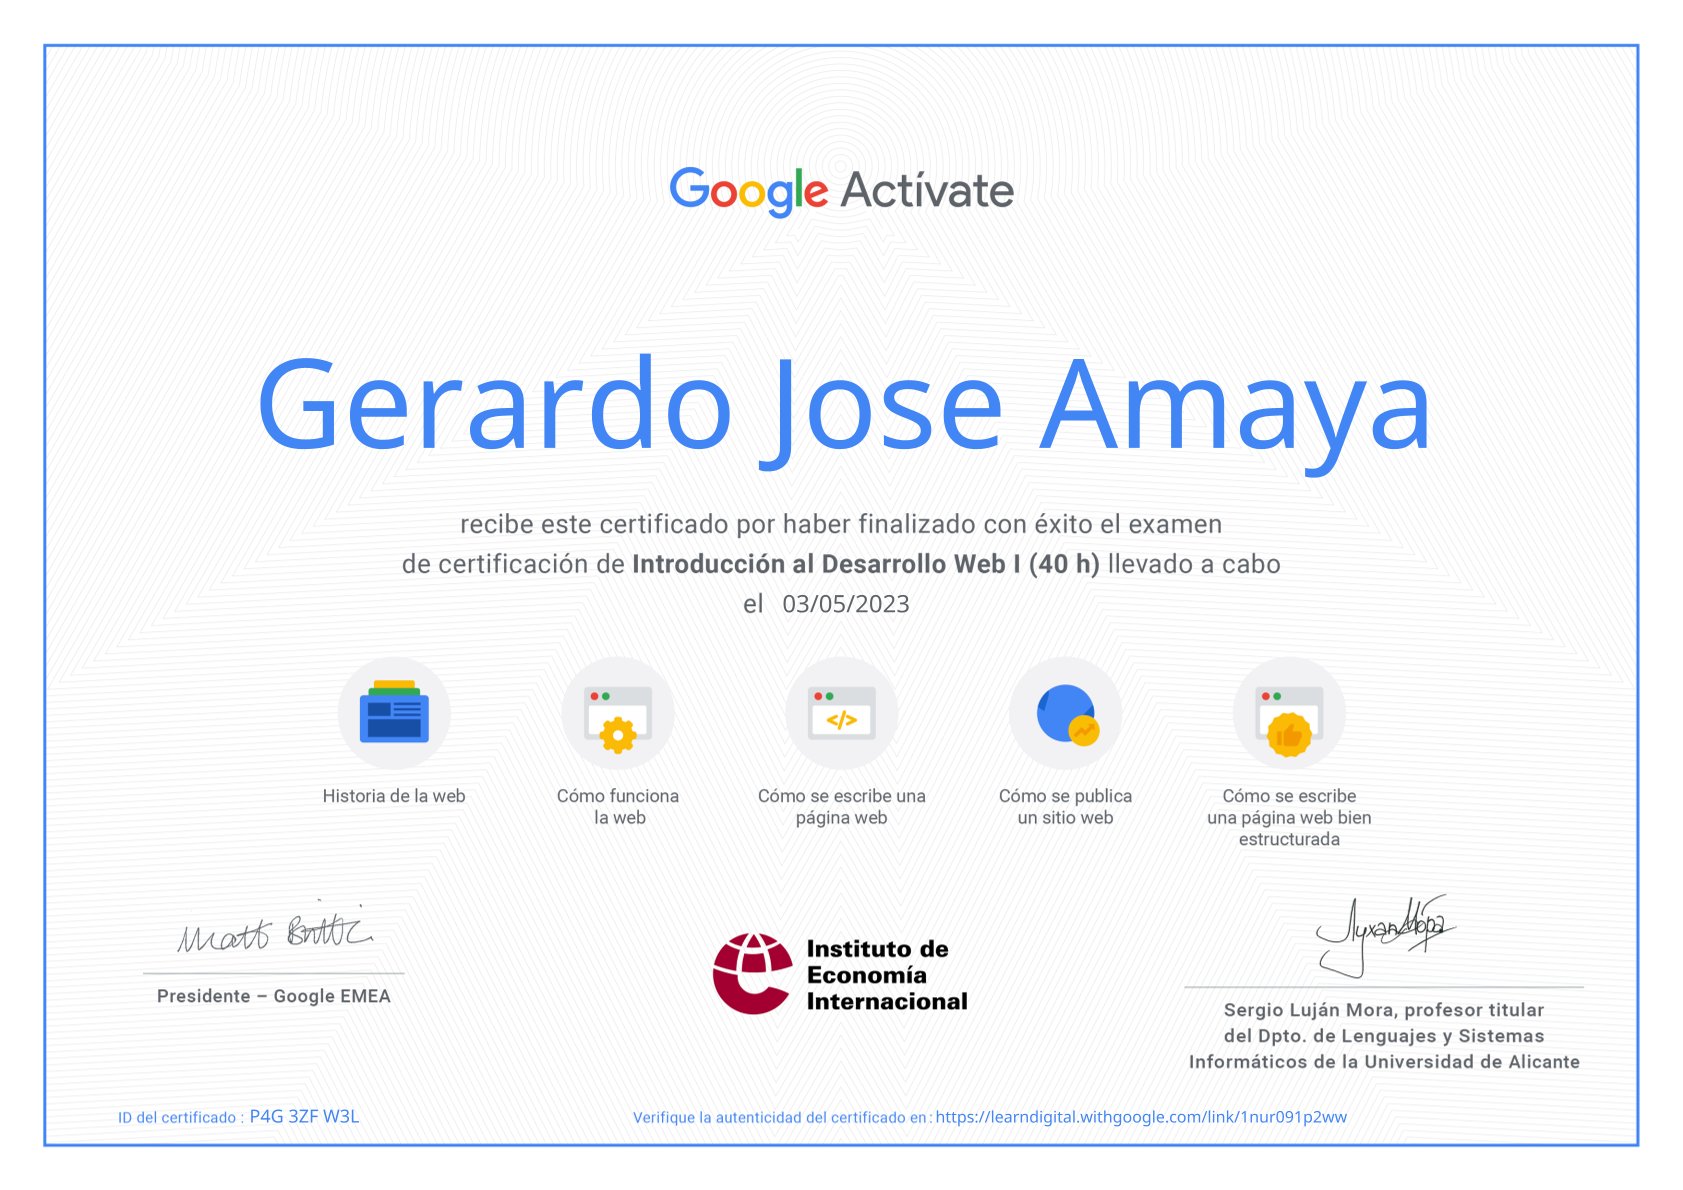 Google Actívate
Gerardo Jose Amaya
recibe este certificado por haber finalizado con éxito el examen
de certificación de Introducción al Desarrollo Web I (40 h) llevado a cabo
el 03/05/2023
Historia de la web
Cómo funciona
la web
</>
Cómo se escribe una
página web
Cómo se publica
un sitio web
Cómo se escribe
una página web bien
estructurada
Presidente – Google EMEA
Instituto de
Economía
Internacional
Sergio Luján Mora, profesor titular
del Dpto. de Lenguajes y Sistemas
Informáticos de la Universidad de Alicante
ID del certificado : P4G 3ZF W3L
Verifique la autenticidad del certificado en: https://learndigital.withgoogle.com/link/1nur091p2ww